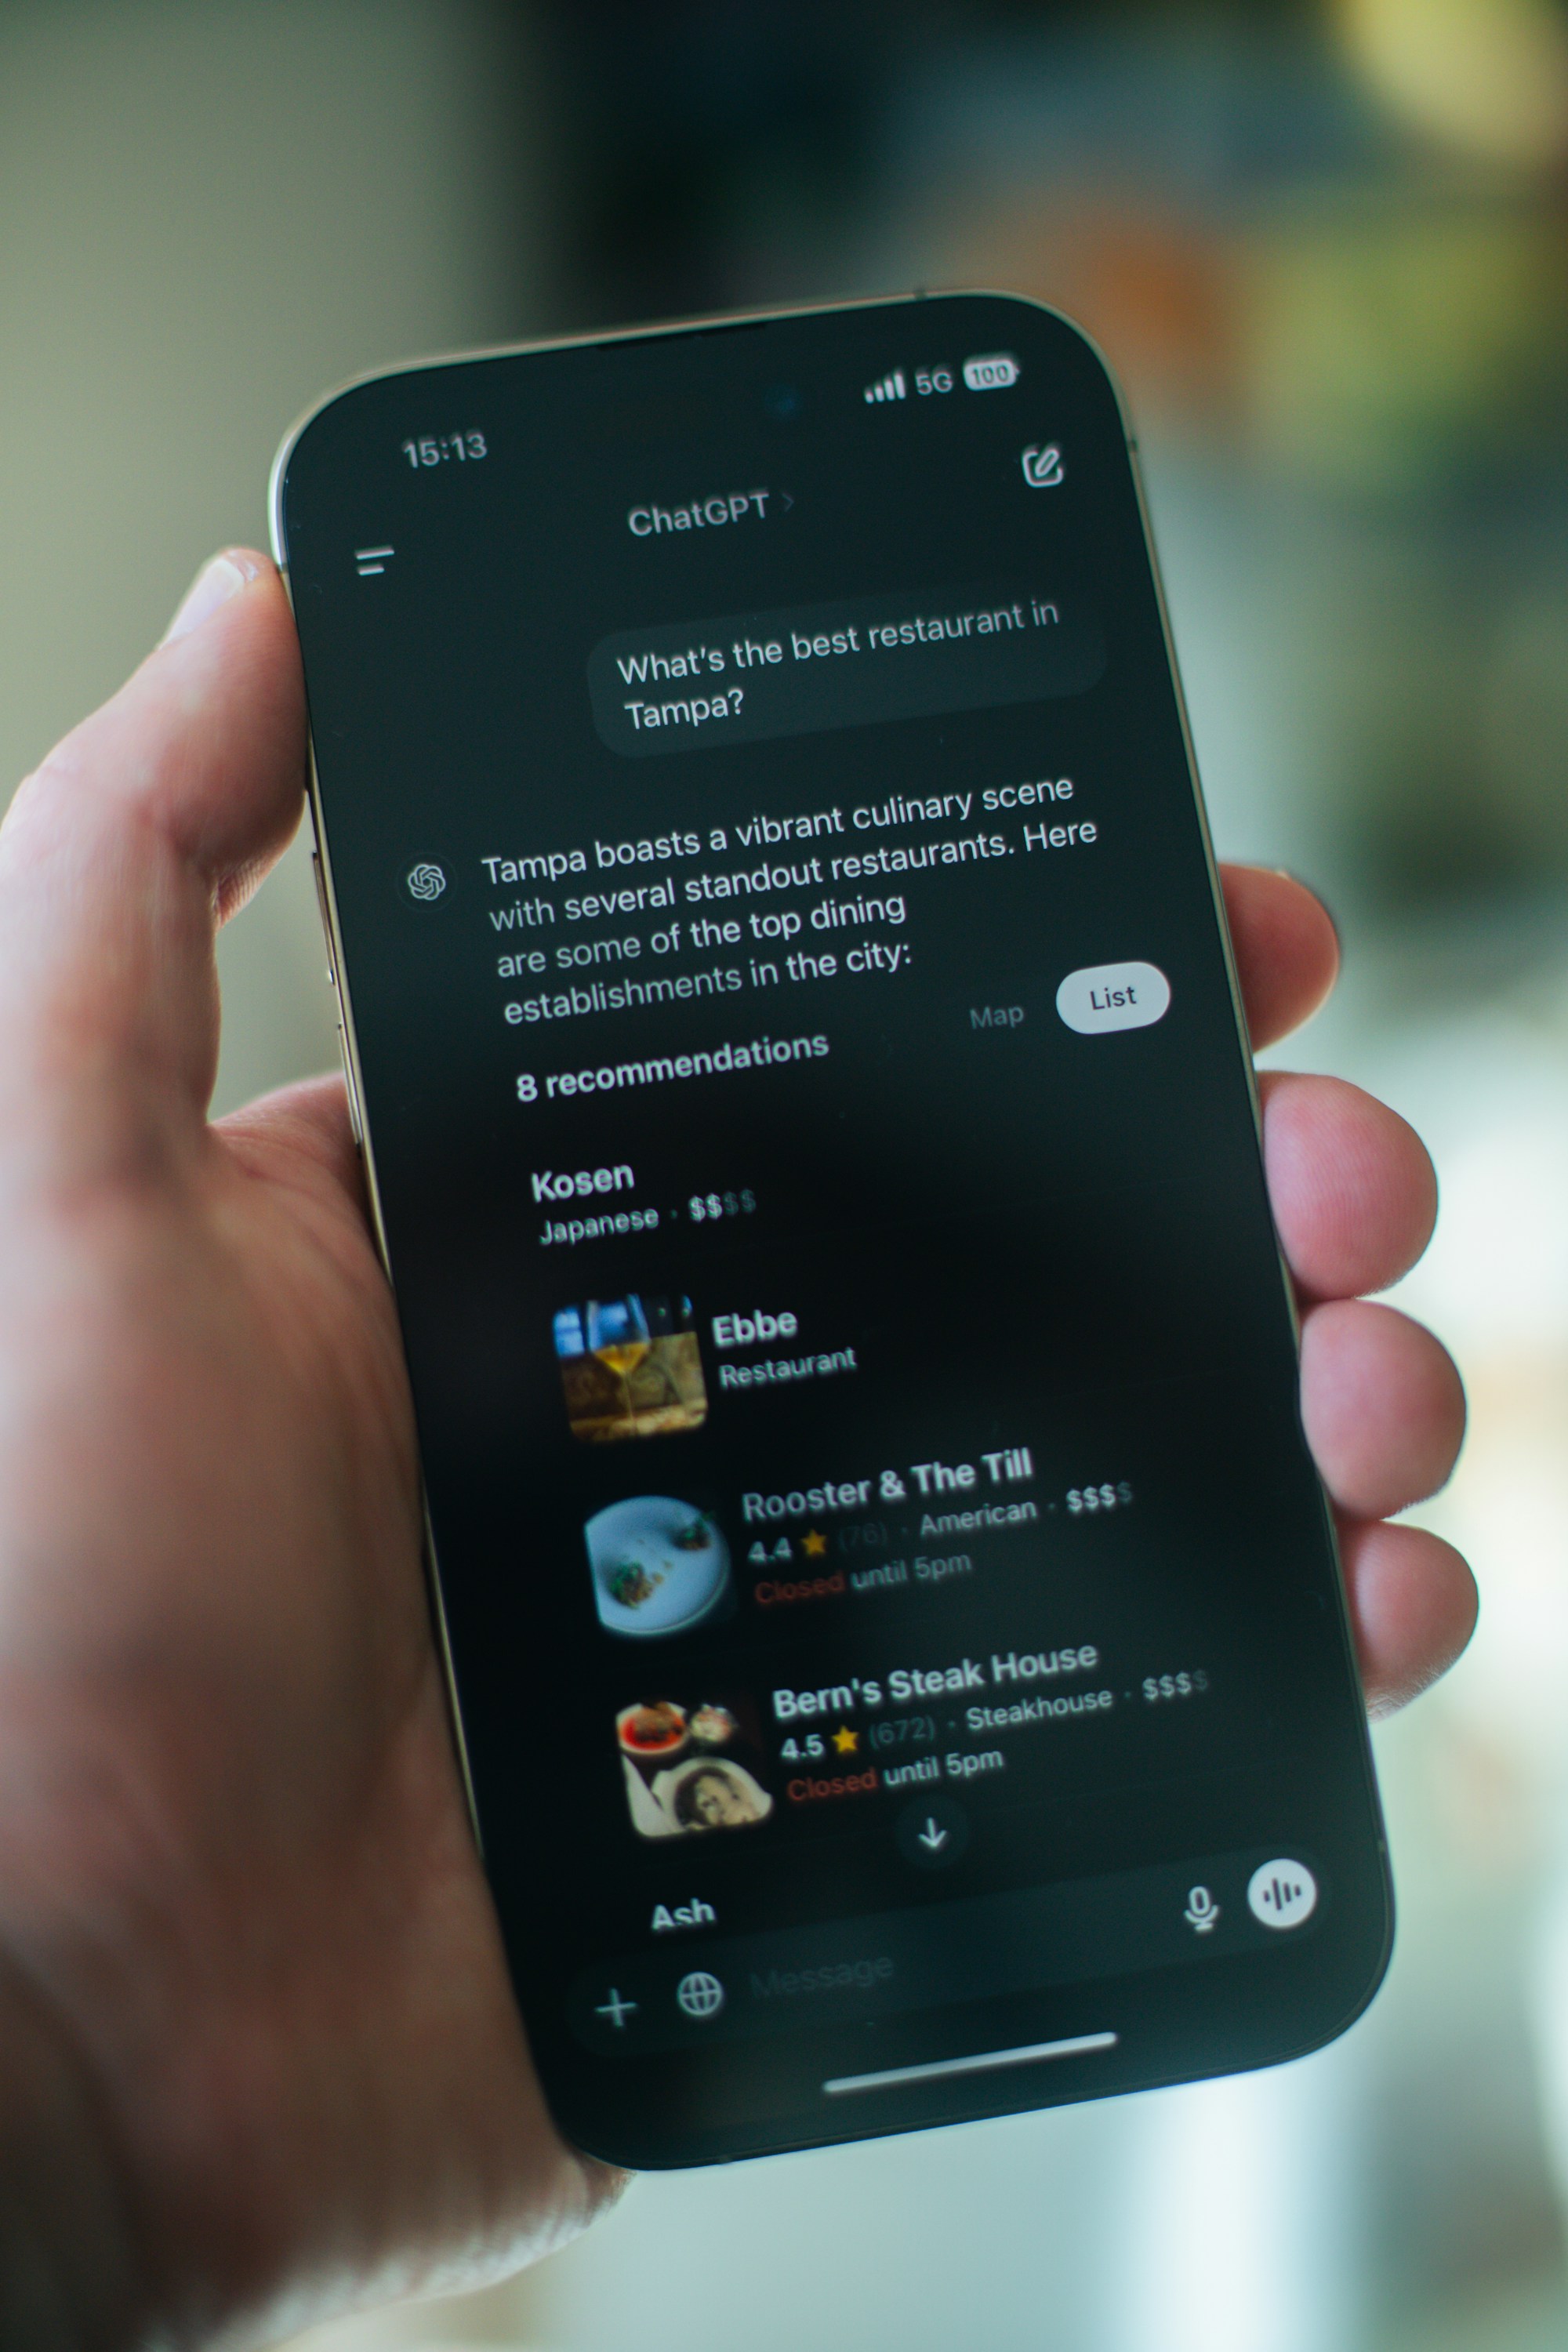 15:13
5G 100
ChatGPT >
What's the best restaurant in
Tampa?
Tampa boasts a vibrant culinary scene
with several standout restaurants. Here
are some of the top dining
establishments in the city:
8 recommendations
Map
List
Kosen
Japanese · $$$$
Ebbe
Restaurant
Rooster & The Till
4.4 ★ (76) · American · $$$$
Closed until 5pm
Bern's Steak House
4.5 ★ (672) · Steakhouse · $$$$
Closed until 5pm
Ash
Message